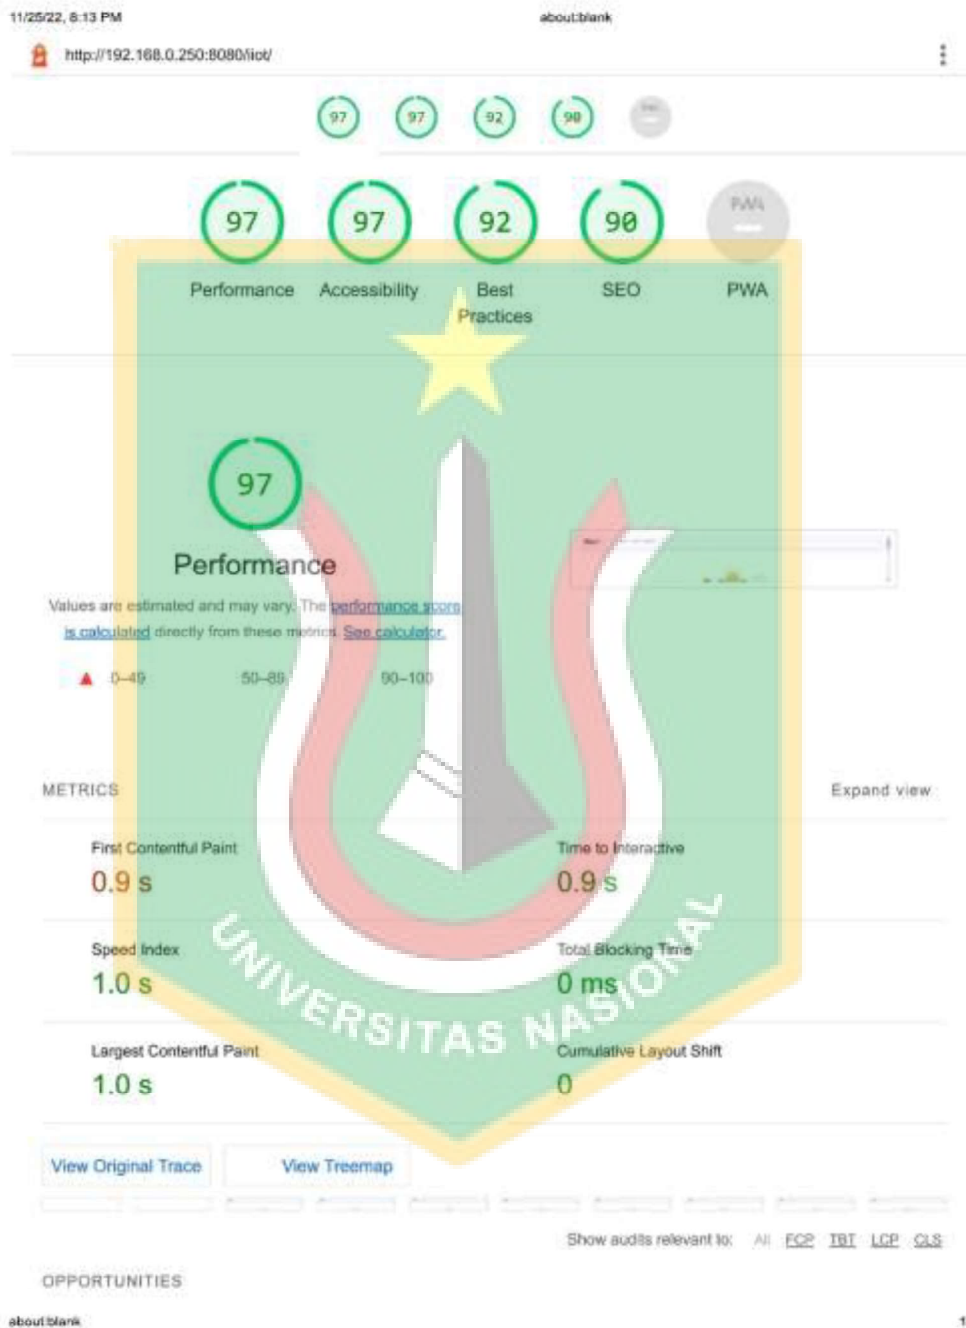 11/25/22, 8:13 PM about:blank
http://192.168.0.250:8080/iiot/
97 97 92 90
97 97 92 90 PWA
Performance Accessibility Best Practices SEO PWA
97
Performance
Values are estimated and may vary. The performance score
is calculated directly from these metrics. See calculator.
0–49 50–89 90–100
METRICS Expand view
First Contentful Paint Time to Interactive
0.9 s 0.9 s
Speed Index Total Blocking Time
1.0 s 0 ms
UNIVERSITAS NASIONAL
Largest Contentful Paint Cumulative Layout Shift
1.0 s 0
View Original Trace View Treemap
Show audits relevant to: All FCP TBT LCP CLS
OPPORTUNITIES
about:blank 1